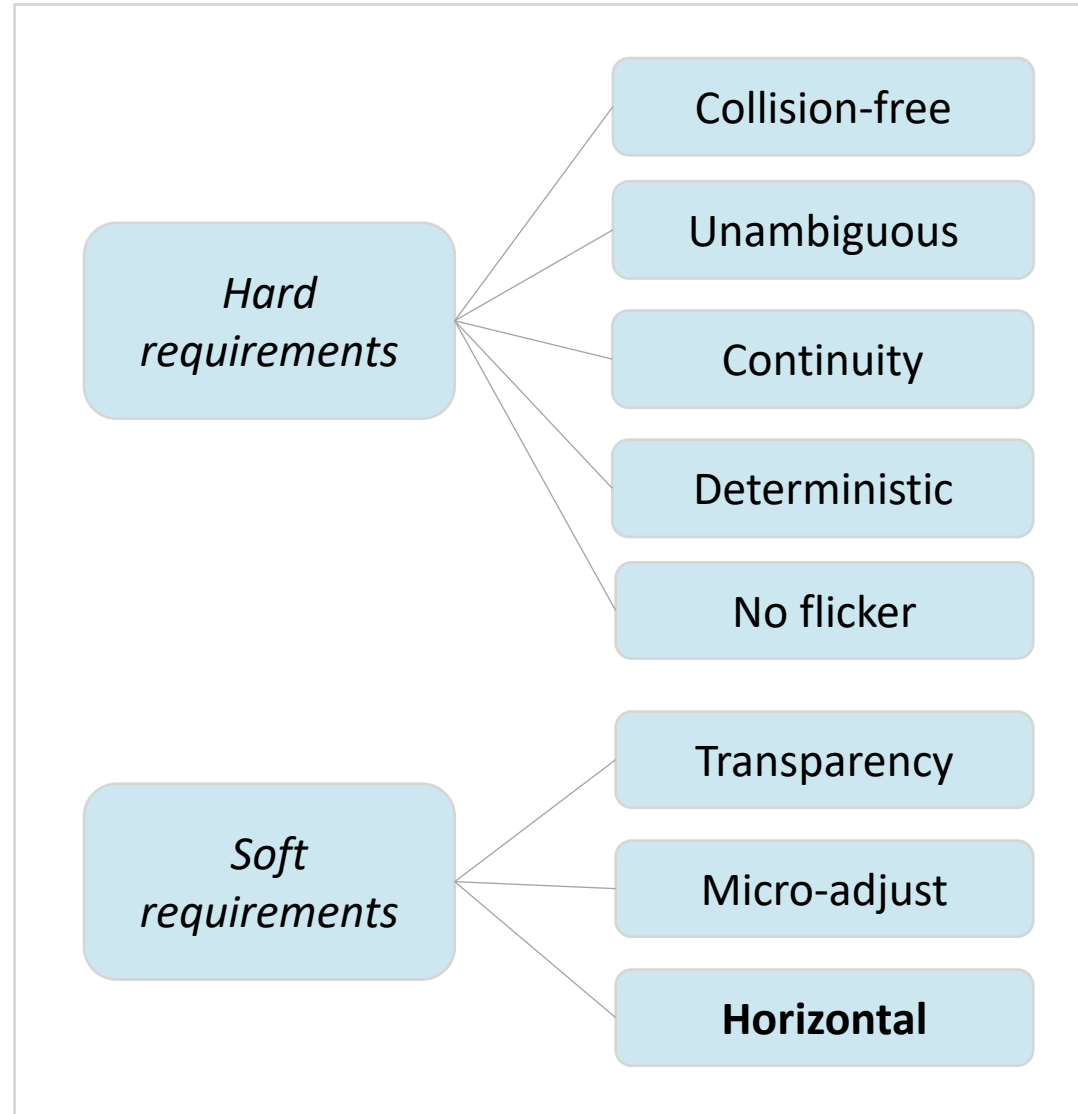 Hard
requirements
Collision-free
Unambiguous
Continuity
Deterministic
No flicker
Soft
requirements
Transparency
Micro-adjust
Horizontal